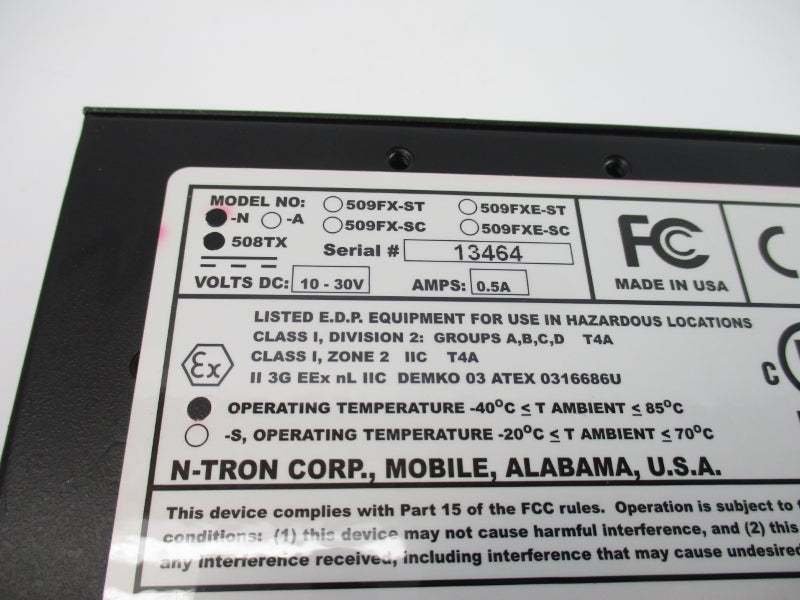 MODEL NO: 509FX-ST 509FXE-ST
-N -A 509FX-SC 509FXE-SC
508TX Serial # 13464
VOLTS DC: 10 - 30V AMPS: 0.5A
FC
MADE IN USA
LISTED E.D.P. EQUIPMENT FOR USE IN HAZARDOUS LOCATIONS
CLASS I, DIVISION 2: GROUPS A,B,C,D T4A
CLASS I, ZONE 2 IIC T4A
II 3G EEx nL IIC DEMKO 03 ATEX 0316686U
Ex
C
OPERATING TEMPERATURE -40°C ≤ T AMBIENT ≤ 85°C
-S, OPERATING TEMPERATURE -20°C ≤ T AMBIENT ≤ 70°C
N-TRON CORP., MOBILE, ALABAMA, U.S.A.
This device complies with Part 15 of the FCC rules. Operation is subject to
conditions: (1) this device may not cause harmful interference, and (2) this
any interference received, including interference that may cause undesired